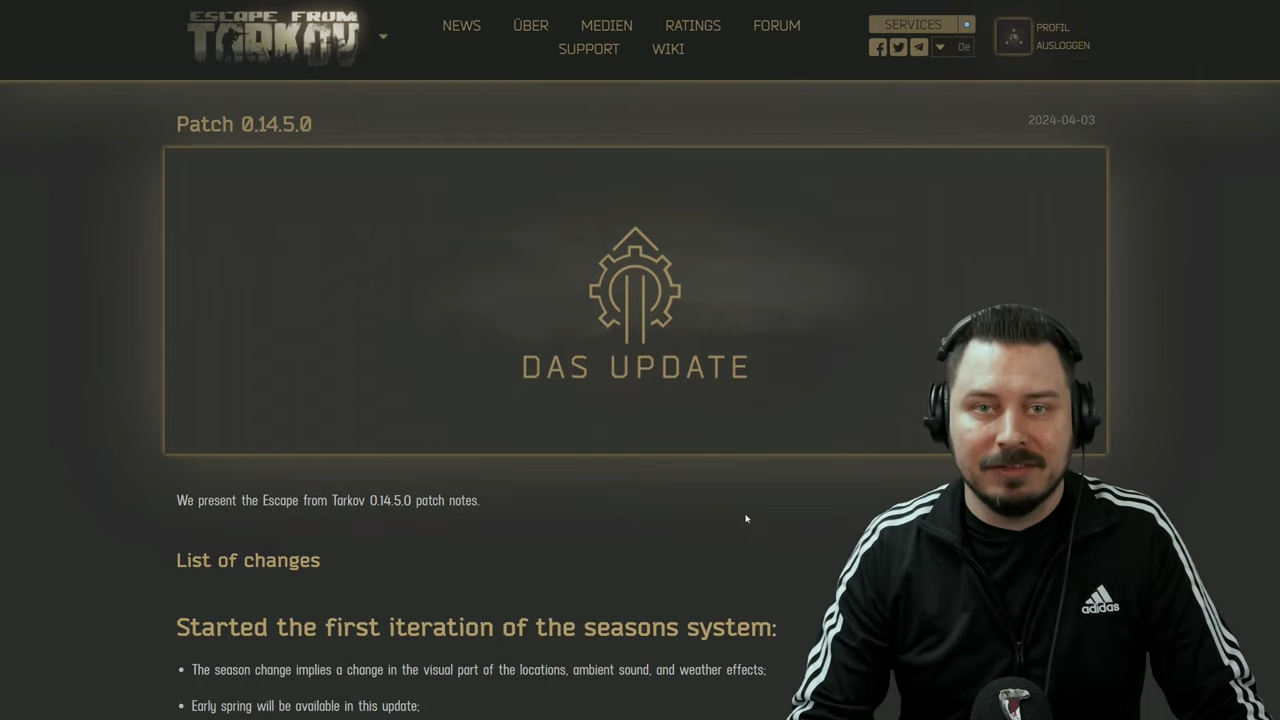 ESCAPE FROM
TARKOV
NEWS ÜBER MEDIEN RATINGS FORUM
SUPPORT WIKI
SERVICES
De
PROFIL
AUSLOGGEN
Patch 0.14.5.0
2024-04-03
DAS UPDATE
We present the Escape from Tarkov 0.14.5.0 patch notes.
List of changes
Started the first iteration of the seasons system:
• The season change implies a change in the visual part of the locations, ambient sound, and weather effects;
• Early spring will be available in this update;
adidas